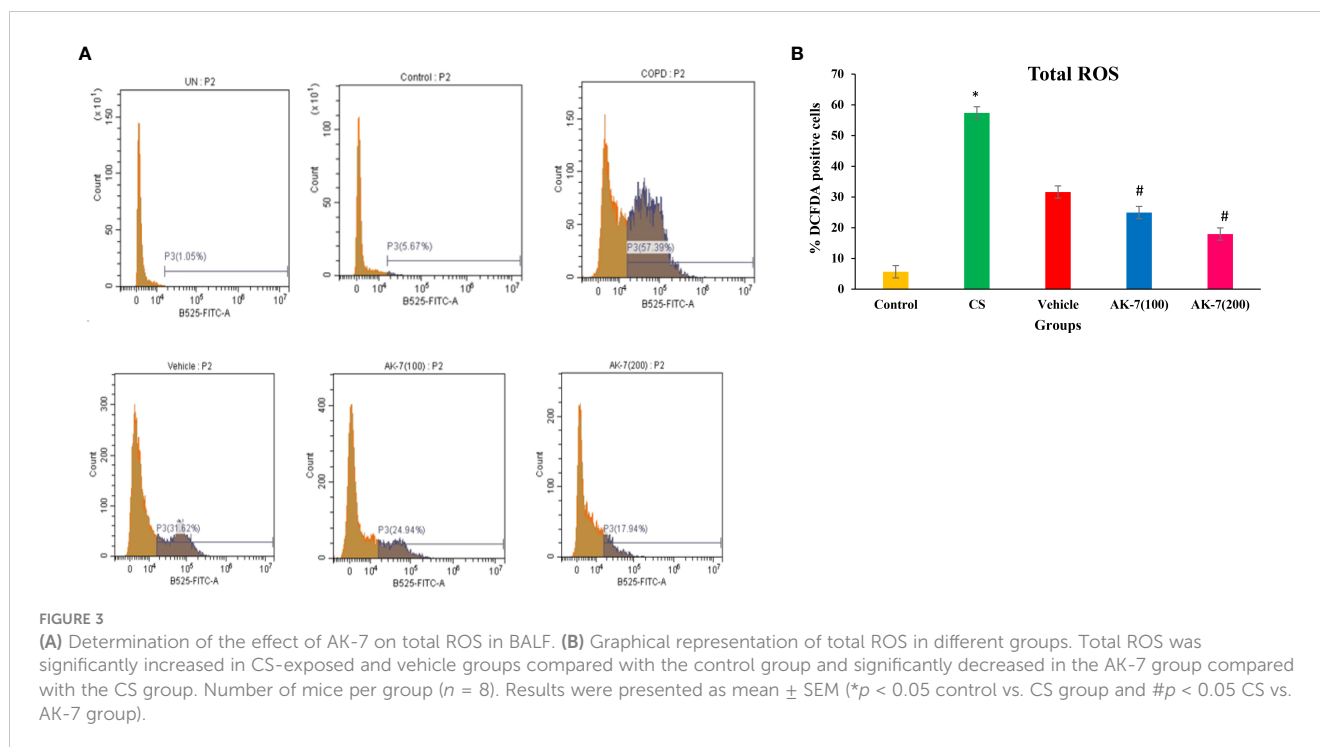 A
UN : P2
(x 10¹)
Count
0 50 100 150
P3(1.05%)
0 10⁴ 10⁵ 10⁶ 10⁷
B525-FITC-A
Control : P2
(x 10¹)
Count
0 50 100
P3(5.67%)
0 10⁴ 10⁵ 10⁶ 10⁷
B525-FITC-A
COPD : P2
Count
0 50 100 150
P3(57.39%)
0 10⁴ 10⁵ 10⁶ 10⁷
B525-FITC-A
Vehicle : P2
Count
0 100 200 300
P3(31.62%)
0 10⁴ 10⁵ 10⁶ 10⁷
B525-FITC-A
AK-7(100) : P2
Count
0 200 400
P3(24.94%)
0 10⁴ 10⁵ 10⁶ 10⁷
B525-FITC-A
AK-7(200) : P2
Count
0 100 200
P3(17.94%)
0 10⁴ 10⁵ 10⁶ 10⁷
B525-FITC-A
B
Total ROS
% DCFDA positive cells
70
60
50
40
30
20
10
0
*
#
#
Control CS Vehicle AK-7(100) AK-7(200)
Groups
FIGURE 3
(A) Determination of the effect of AK-7 on total ROS in BALF. (B) Graphical representation of total ROS in different groups. Total ROS was
significantly increased in CS-exposed and vehicle groups compared with the control group and significantly decreased in the AK-7 group compared
with the CS group. Number of mice per group (n = 8). Results were presented as mean ± SEM (*p < 0.05 control vs. CS group and #p < 0.05 CS vs.
AK-7 group).